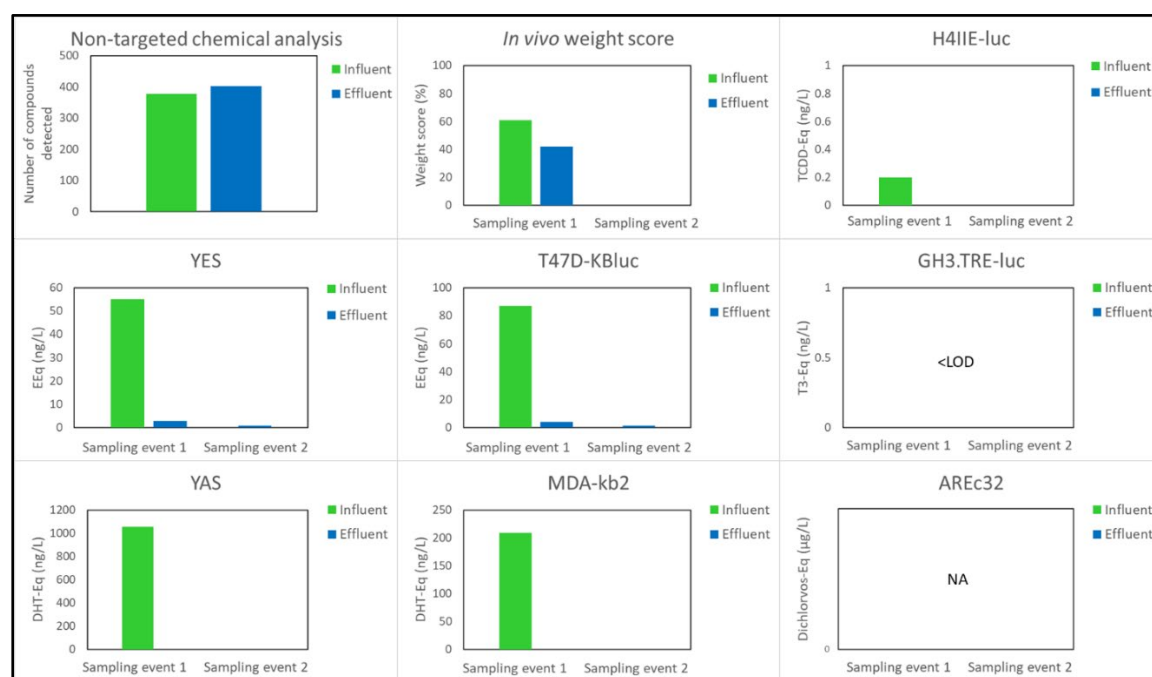 Non-targeted chemical analysis
Number of compounds
detected
500
400
300
200
100
0
Influent
Effluent
In vivo weight score
Weight score (%)
100
80
60
40
20
0
Sampling event 1
Sampling event 2
Influent
Effluent
H4IIE-luc
TCDD-Eq (ng/L)
1
0.8
0.6
0.4
0.2
0
Sampling event 1
Sampling event 2
Influent
Effluent
YES
EEq (ng/L)
60
50
40
30
20
10
0
Sampling event 1
Sampling event 2
Influent
Effluent
T47D-KBluc
EEq (ng/L)
100
80
60
40
20
0
Sampling event 1
Sampling event 2
Influent
Effluent
GH3.TRE-luc
T3-Eq (ng/L)
1
0.5
0
<LOD
Sampling event 1
Sampling event 2
Influent
Effluent
YAS
DHT-Eq (ng/L)
1200
1000
800
600
400
200
0
Sampling event 1
Sampling event 2
Influent
Effluent
MDA-kb2
DHT-Eq (ng/L)
250
200
150
100
50
0
Sampling event 1
Sampling event 2
Influent
Effluent
AREc32
Dichlorvos-Eq (µg/L)
0
NA
Sampling event 1
Sampling event 2
Influent
Effluent